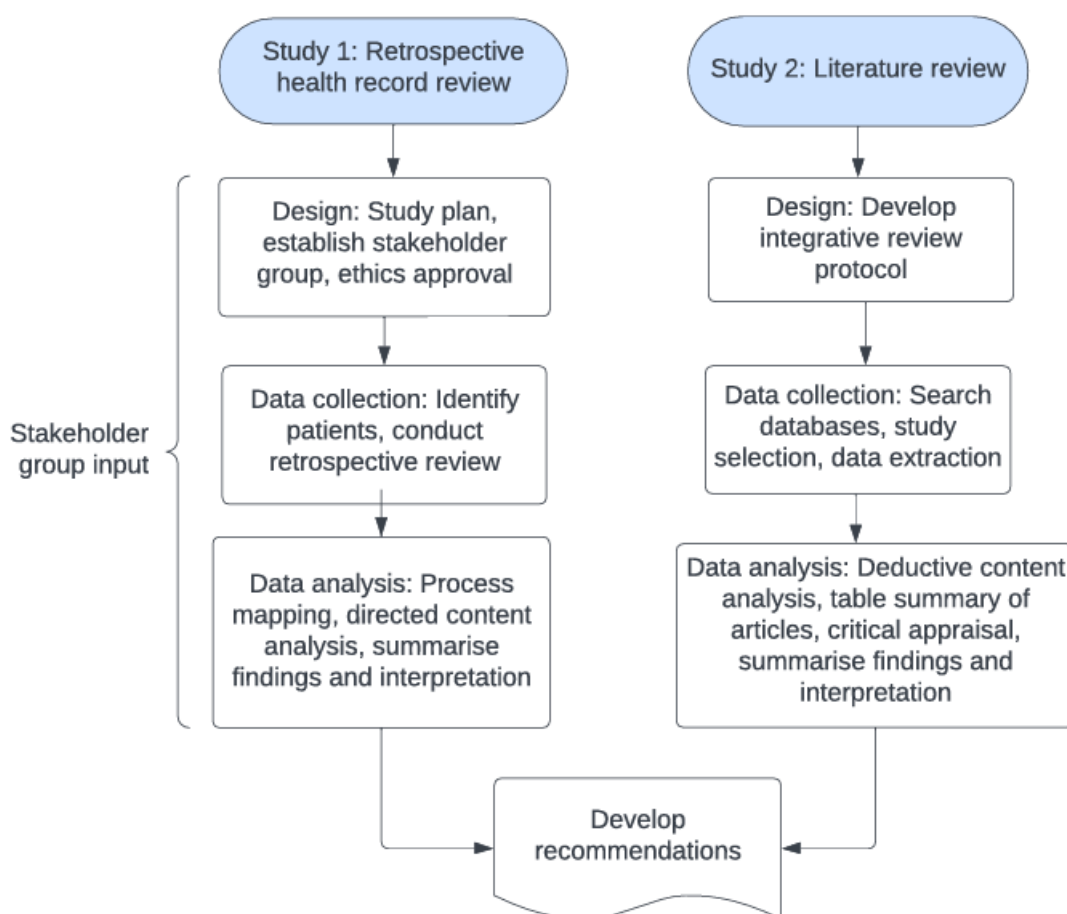 Study 1: Retrospective
health record review
Study 2: Literature review
Stakeholder
group input
Design: Study plan,
establish stakeholder
group, ethics approval
Data collection: Identify
patients, conduct
retrospective review
Data analysis: Process
mapping, directed content
analysis, summarise
findings and interpretation
Design: Develop
integrative review
protocol
Data collection: Search
databases, study
selection, data extraction
Data analysis: Deductive content
analysis, table summary of
articles, critical appraisal,
summarise findings and
interpretation
Develop
recommendations